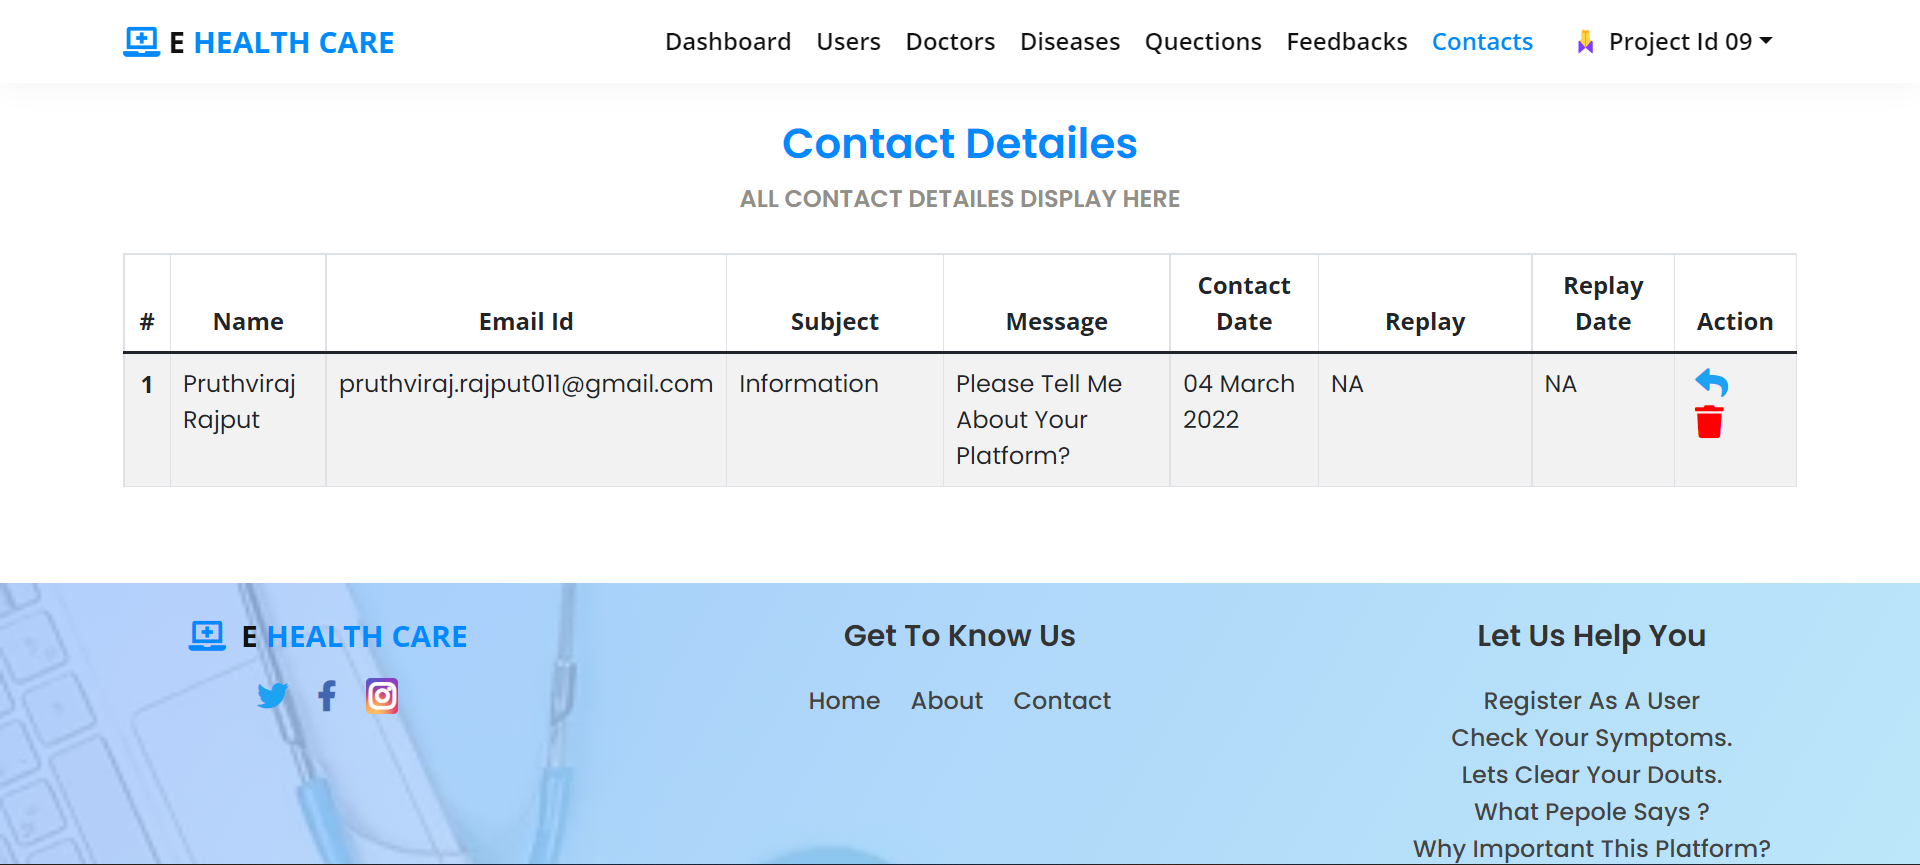 E HEALTH CARE
Dashboard Users Doctors Diseases Quections Feedbacks Contacts Project Id 09
Contact Detailes
ALL CONTACT DETAILES DISPLAY HERE
# Name Email Id Subject Message Contact Date Replay Replay Date Action
1 Pruthviraj Rajput pruthviraj.rajput011@gmail.com Information Please Tell Me About Your Platform? 04 March 2022 NA NA
E HEALTH CARE
Get To Know Us
Home About Contact
Let Us Help You
Register As A User
Check Your Symptoms.
Lets Clear Your Douts.
What Pepole Says ?
Why Important This Platform?